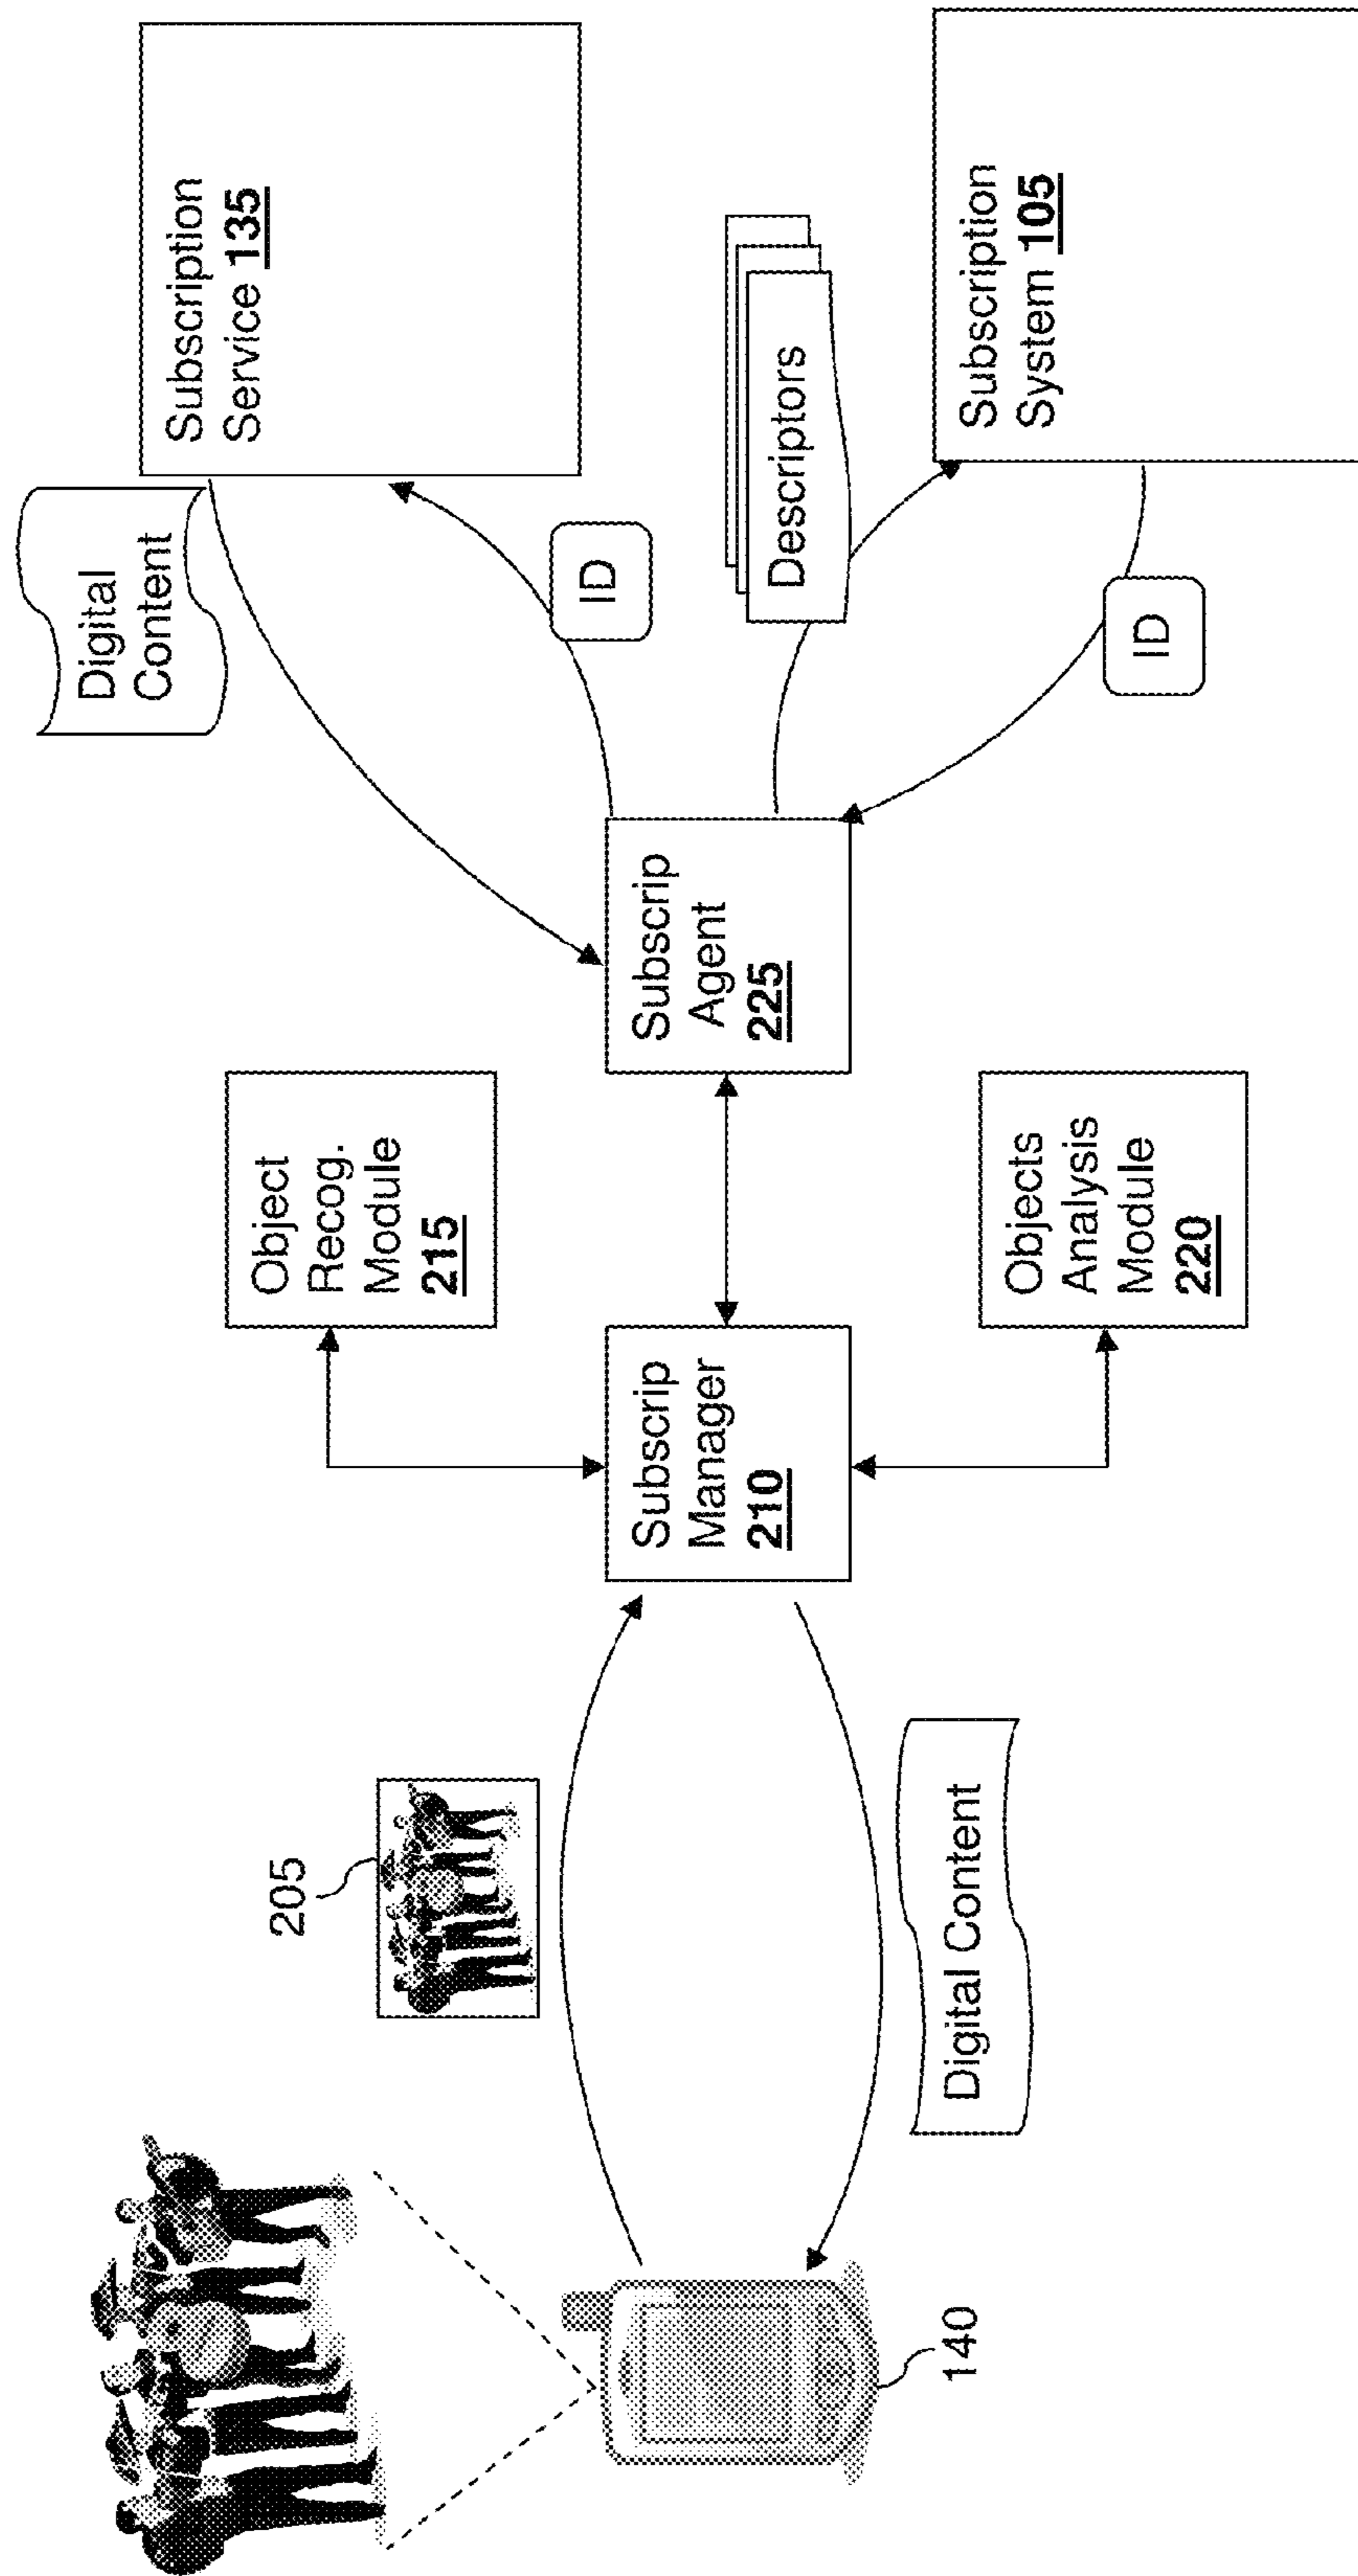 205
140
Digital Content
Subscrip
Manager
210
Object
Recog.
Module
215
Objects
Analysis
Module
220
Subscrip
Agent
225
Digital
Content
ID
Descriptors
ID
Subscription
Service 135
Subscription
System 105